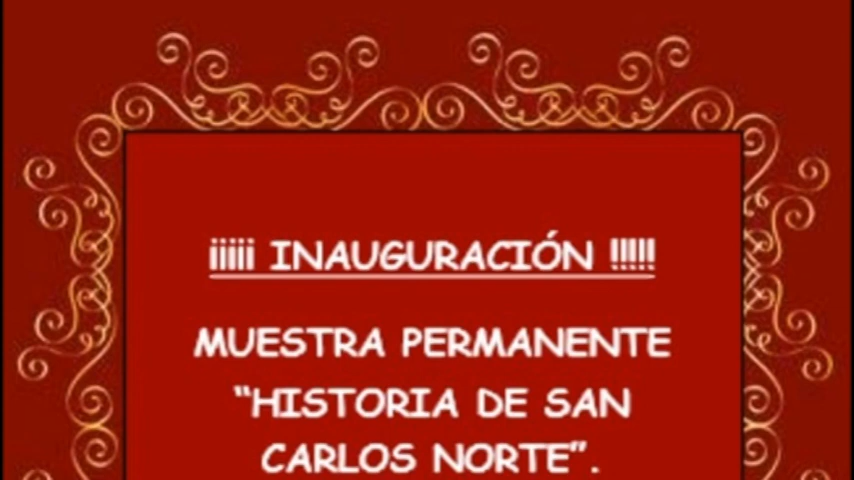 ¡¡¡¡¡ INAUGURACIÓN !!!!!
MUESTRA PERMANENTE
“HISTORIA DE SAN
CARLOS NORTE”.